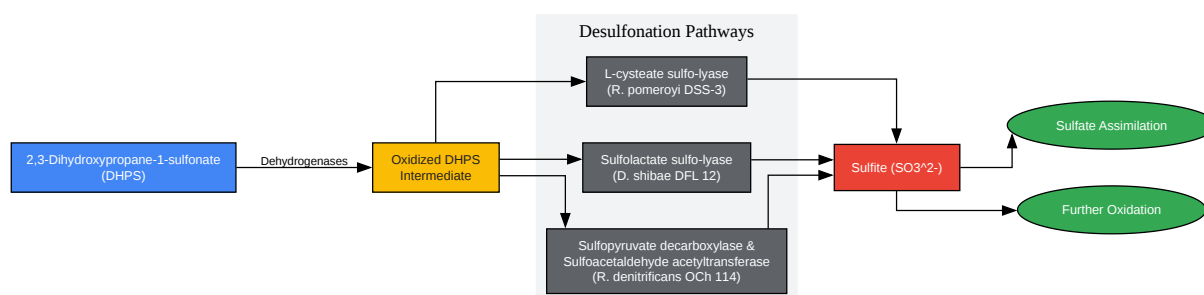 Desulfonation Pathways
L-cysteate sulfo-lyase
(R. pomeroyi DSS-3)
2,3-Dihydroxypropane-1-sulfonate
(DHPS)
Dehydrogenases
Oxidized DHPS
Intermediate
Sulfolactate sulfo-lyase
(D. shibae DFL 12)
Sulfopyruvate decarboxylase &
Sulfoacetaldehyde acetyltransferase
(R. denitrificans OCh 114)
Sulfite (SO3^2-)
Sulfate Assimilation
Further Oxidation